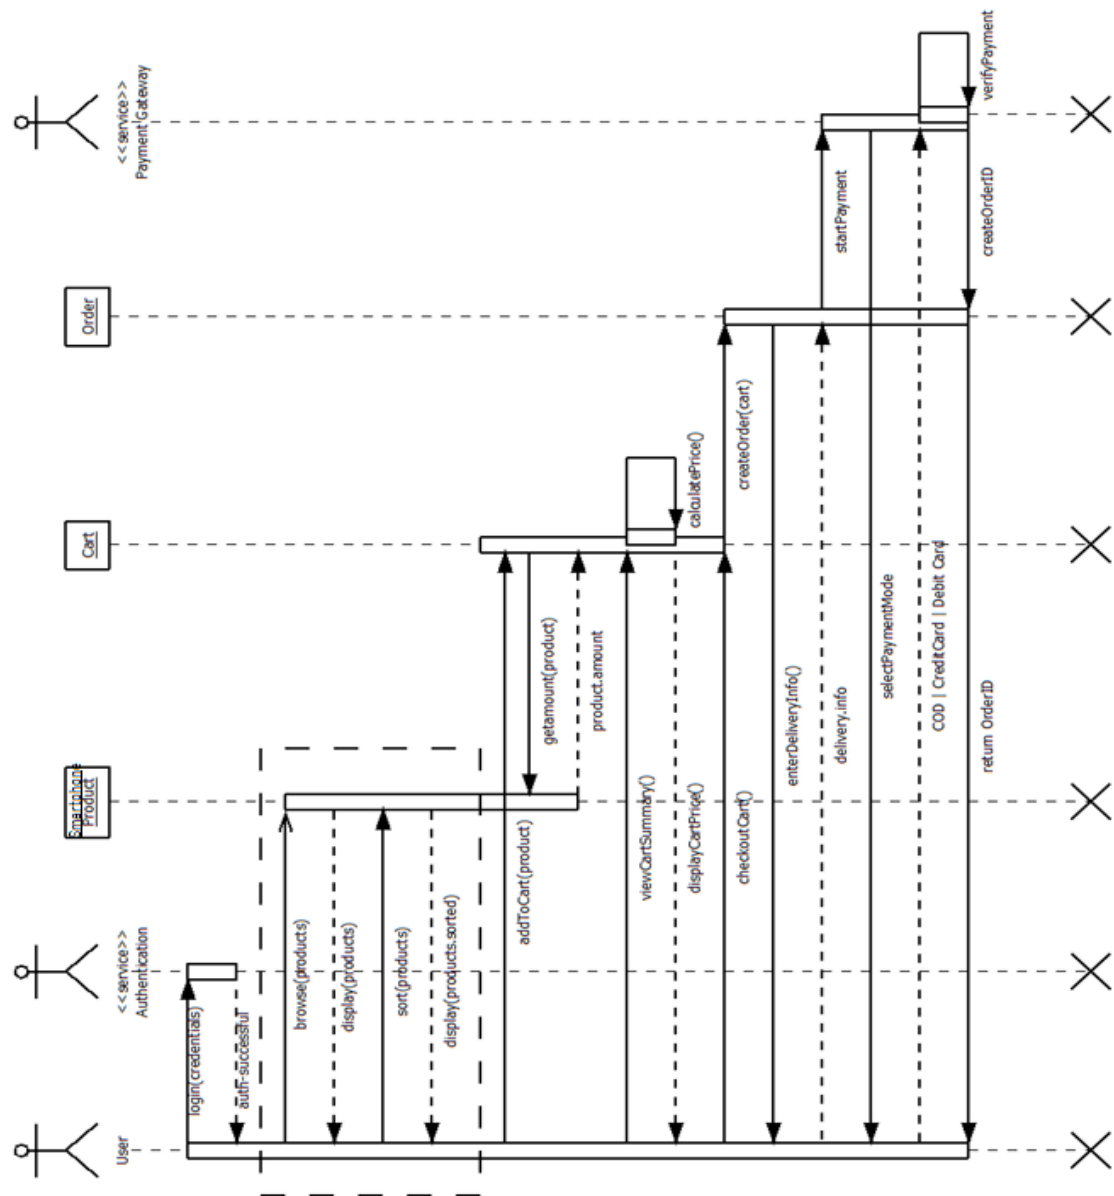 User
<<service>>
Authentication
Smartphone
Product
Cart
Order
<<service>>
Payment Gateway
login(credentials)
auth-successful
browse(products)
display(products)
sort(products)
display(products.sorted)
addToCart(product)
getamount(product)
product.amount
viewCartSummary()
calculatePrice()
displayCartPrice()
checkoutCart()
createOrder(cart)
enterDeliveryInfo()
delivery.info
startPayment
selectPaymentMode
COD | CreditCard | Debit Card
verifyPayment
createOrderID
return OrderID